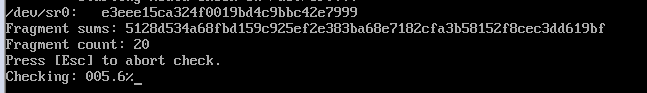 /dev/sr0:   e3eee15ca324f0019bd4c9bbc42e7999
Fragment sums: 5128d534a68fbd159c925ef2e383ba68e7182cfa3b58152f8cec3dd619bf
Fragment count: 20
Press [Esc] to abort check.
Checking: 005.6%_